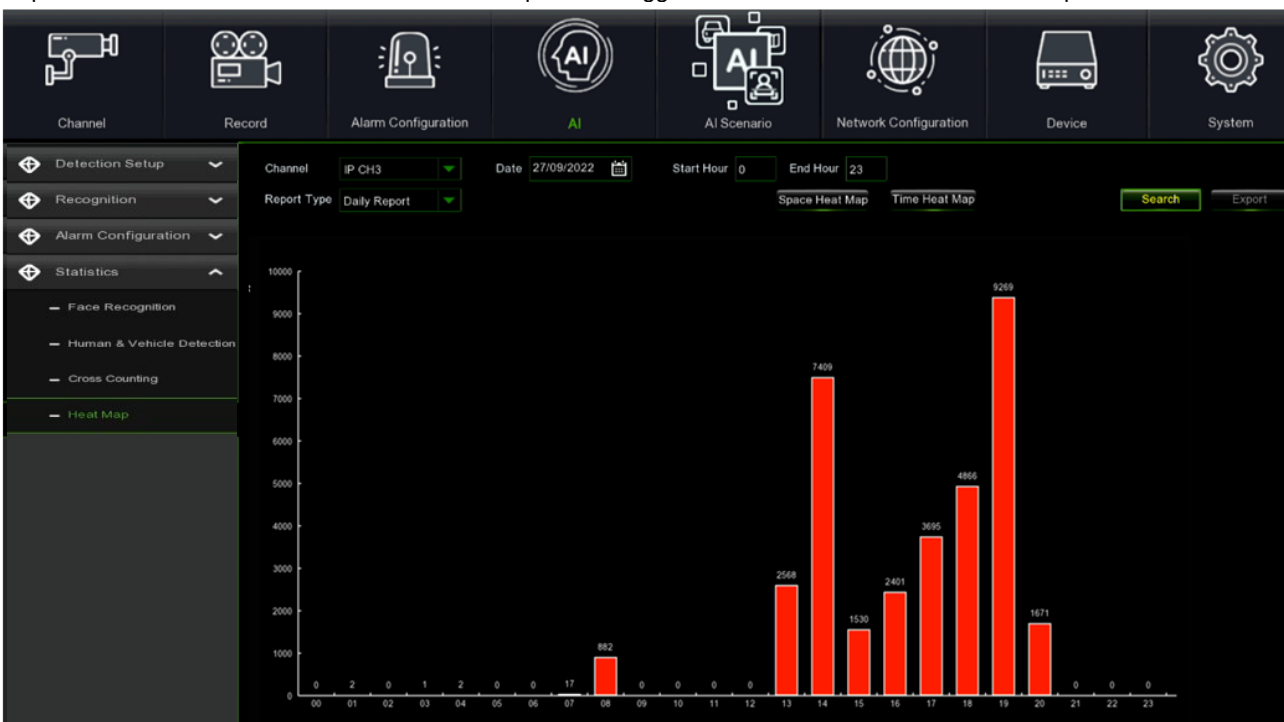 AI
AI
Channel Record Alarm Configuration AI AI Scenario Network Configuration Device System
Detection Setup
Recognition
Alarm Configuration
Statistics
Face Recognition
Human & Vehicle Detection
Cross Counting
Heat Map
Channel IP CH3 Date 27/09/2022 Start Hour 0 End Hour 23
Report Type Daily Report Space Heat Map Time Heat Map Search Export
10000
9000
8000
7000
6000
5000
4000
3000
2000
1000
0
0 2 0 1 2 0 0 17 882 0 0 0 0 2568 7409 1530 2401 3695 4866 9269 1671 0 0 0
00 01 02 03 04 05 06 07 08 09 10 11 12 13 14 15 16 17 18 19 20 21 22 23